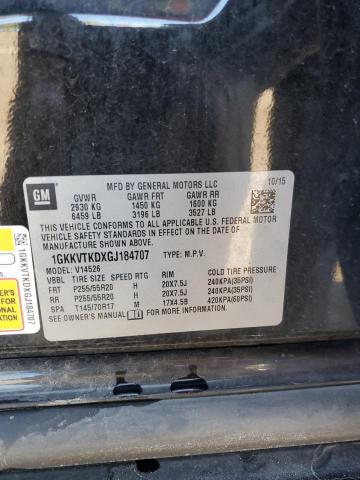 MFD BY GENERAL MOTORS LLC 10/15
GM
GVWR GAWR FRT GAWR RR
2930 KG 1450 KG 1600 KG
6459 LB 3196 LB 3527 LB
THIS VEHICLE CONFORMS TO ALL APPLICABLE U.S. FEDERAL MOTOR
VEHICLE SAFETY, BUMPER, AND THEFT PREVENTION STANDARDS IN EFFECT ON THE DATE OF
MANUFACTURE SHOWN ABOVE.
1GKKVTKDXGJ184707 TYPE: M.P.V.
MODEL: V14526
VBBL TIRE SIZE SPEED RTG RIM COLD TIRE PRESSURE
FRT P255/55R20 H 20X7.5J 240KPA(35PSI)
RR P255/55R20 H 20X7.5J 240KPA(35PSI)
SPA T145/70R17 M 17X4.5B 420KPA(60PSI)
SEE OWNER'S MANUAL FOR MORE INFORMATION.
1GKKVTKDXGJ184707